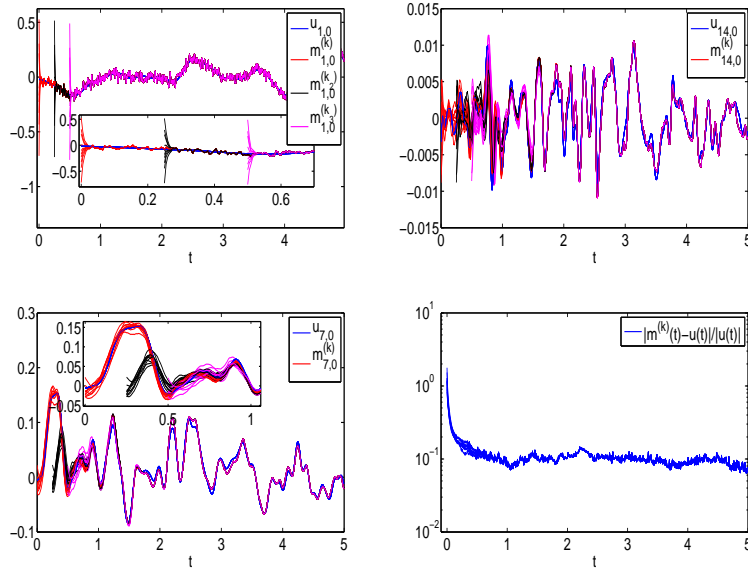 0.5
0
−0.5
−1
0 1 2 3 4
t
u1,0
m(k)1,0
m(k2)1,0
m(k3)1,0
0.5
0
−0.5
0 0.2 0.4 0.6
0.015
0.01
0.005
0
−0.005
−0.01
−0.015
0 1 2 3 4 5
t
u14,0
m(k)14,0
0.3
0.2
0.1
0
−0.1
0 1 2 3 4 5
t
u7,0
m(k)7,0
0.15
0.1
0.05
0
−0.05
0 0.5 1
10^1
10^0
10^−1
10^−2
0 1 2 3 4 5
t
|m(k)(t)−u(t)|/|u(t)|